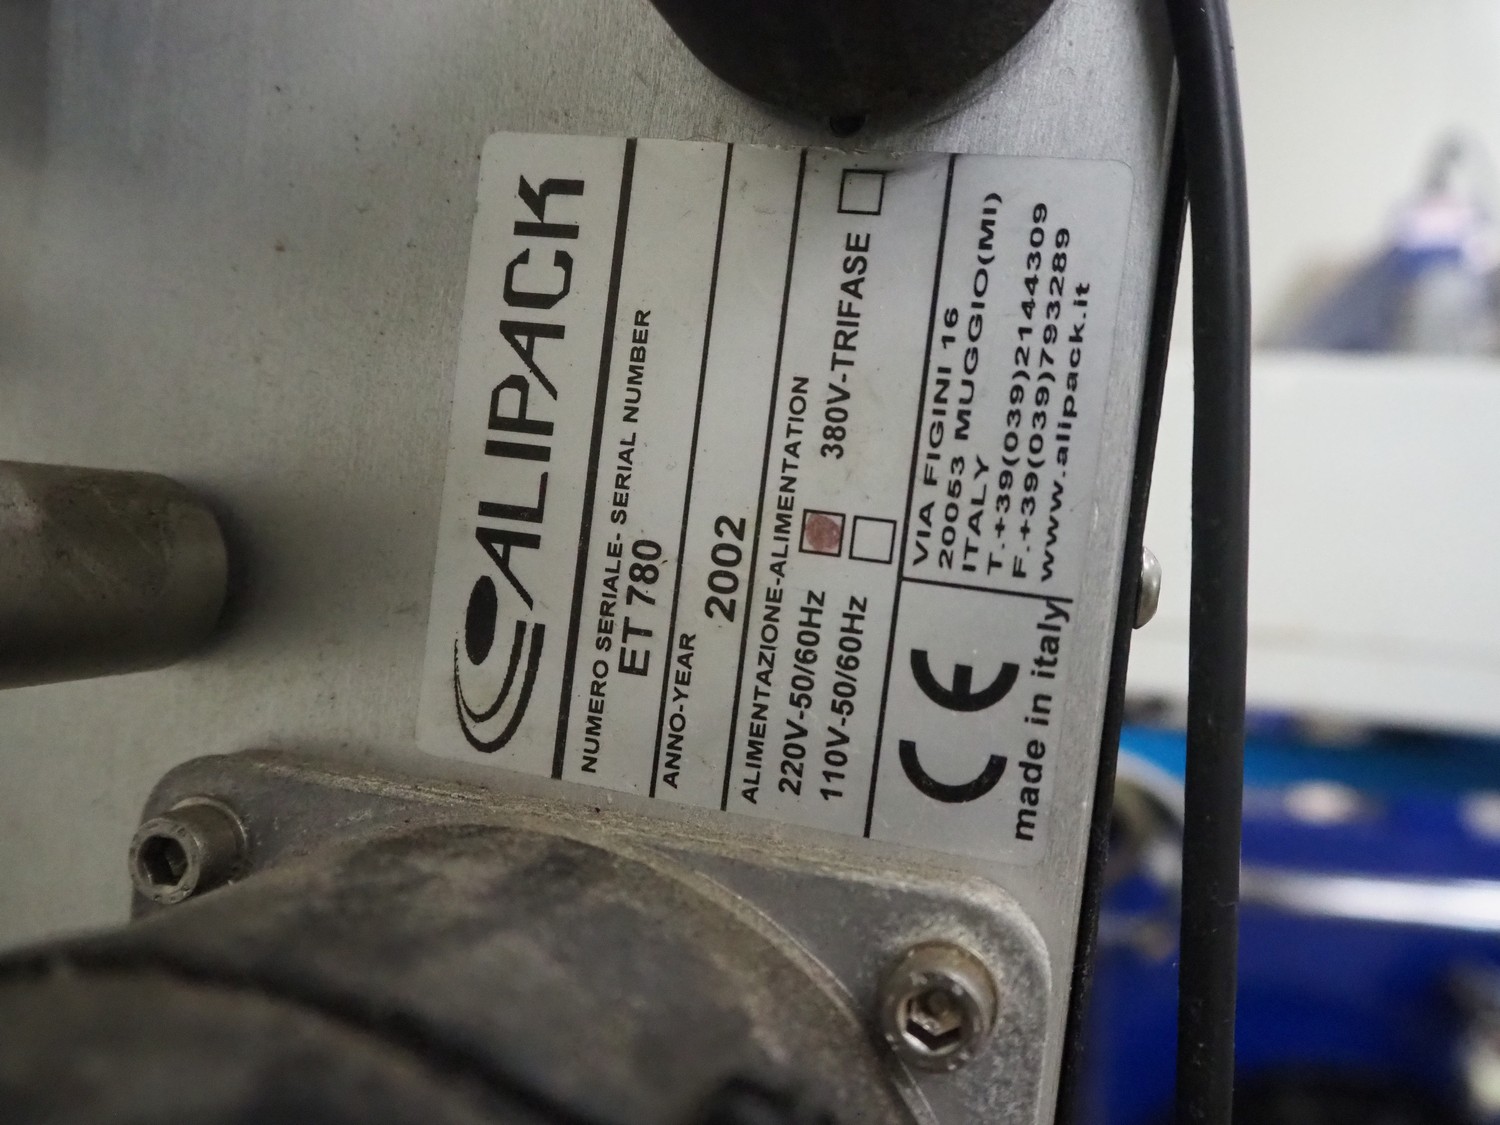 ALIPACK
NUMERO SERIALE- SERIAL NUMBER
ET780
ANNO-YEAR
2002
ALIMENTAZIONE-ALIMENTATION
220V-50/60Hz
110V-50/60Hz
380V-TRIFASE
CE
made in italy
VIA FIGINI 16
20053 MUGGIO(MI)
ITALY
T.+39(039)2144309
F.+39(039)793289
www.alipack.it